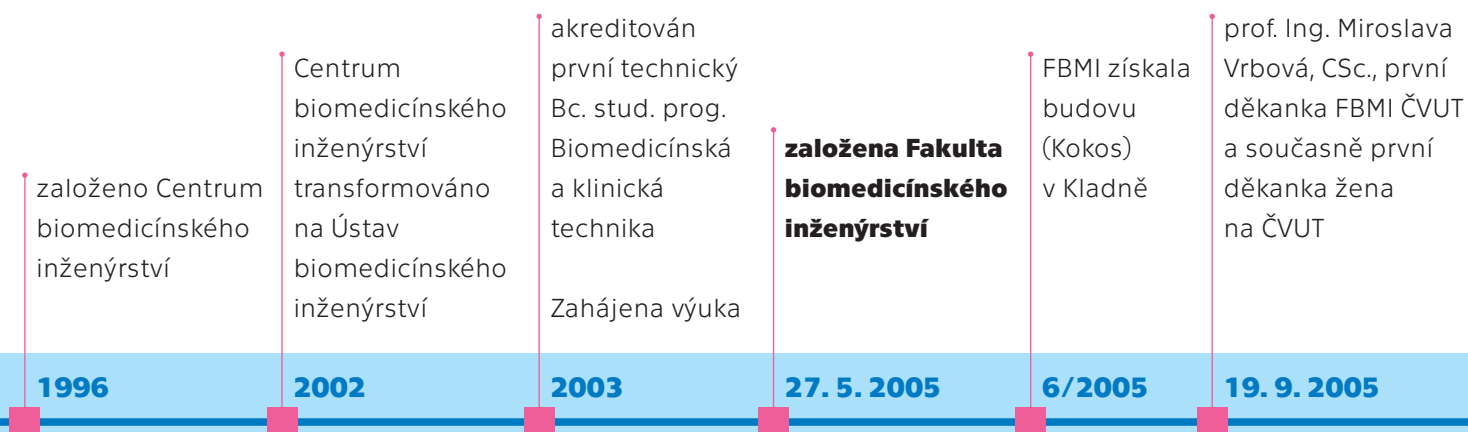 založeno Centrum
biomedicínského
inženýrství
1996
Centrum
biomedicínského
inženýrství
transformováno
na Ústav
biomedicínského
inženýrství
2002
akreditován
první technický
Bc. stud. prog.
Biomedicínská
a klinická
technika
Zahájena výuka
2003
založena Fakulta
biomedicínského
inženýrství
27. 5. 2005
FBMI získala
budovu
(Kokos)
v Kladně
6/2005
prof. Ing. Miroslava
Vrbová, CSc., první
děkanka FBMI ČVUT
a současně první
děkanka žena
na ČVUT
19. 9. 2005